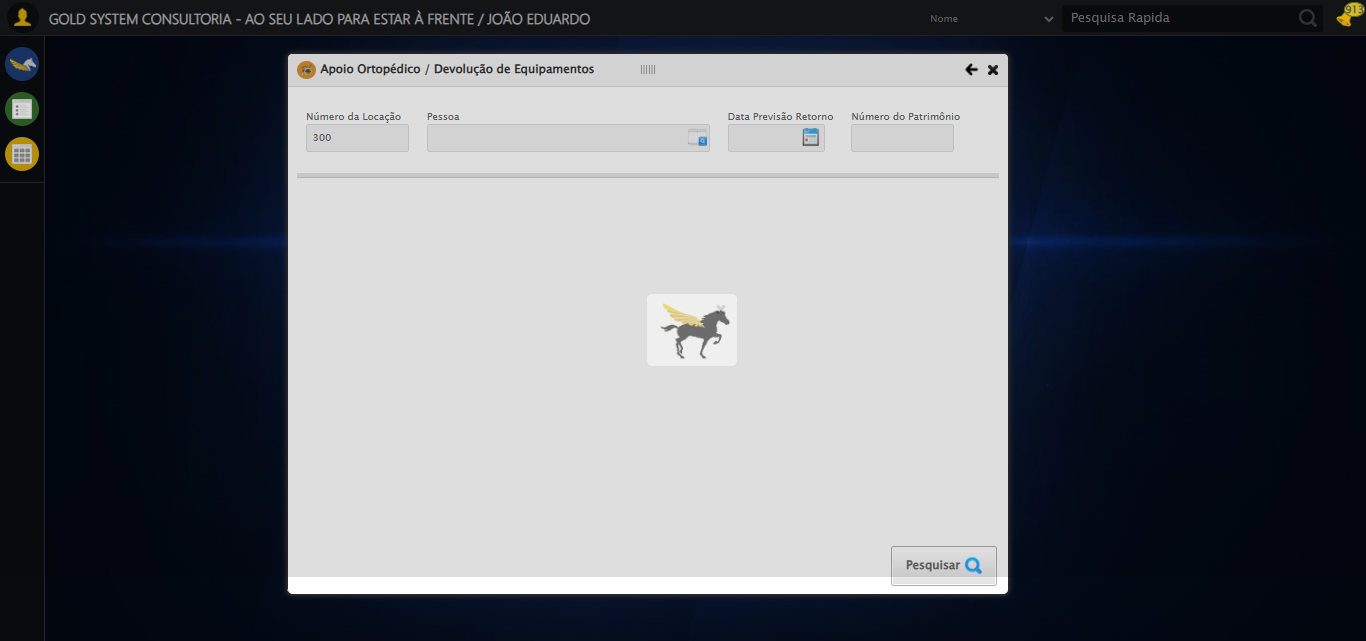 GOLD SYSTEM CONSULTORIA - AO SEU LADO PARA ESTAR À FRENTE / JOÃO EDUARDO
Nome
Pesquisa Rapida
913
Apoio Ortopédico / Devolução de Equipamentos
Número da Locação
Pessoa
Data Previsão Retorno
Número do Patrimônio
300
Pesquisar